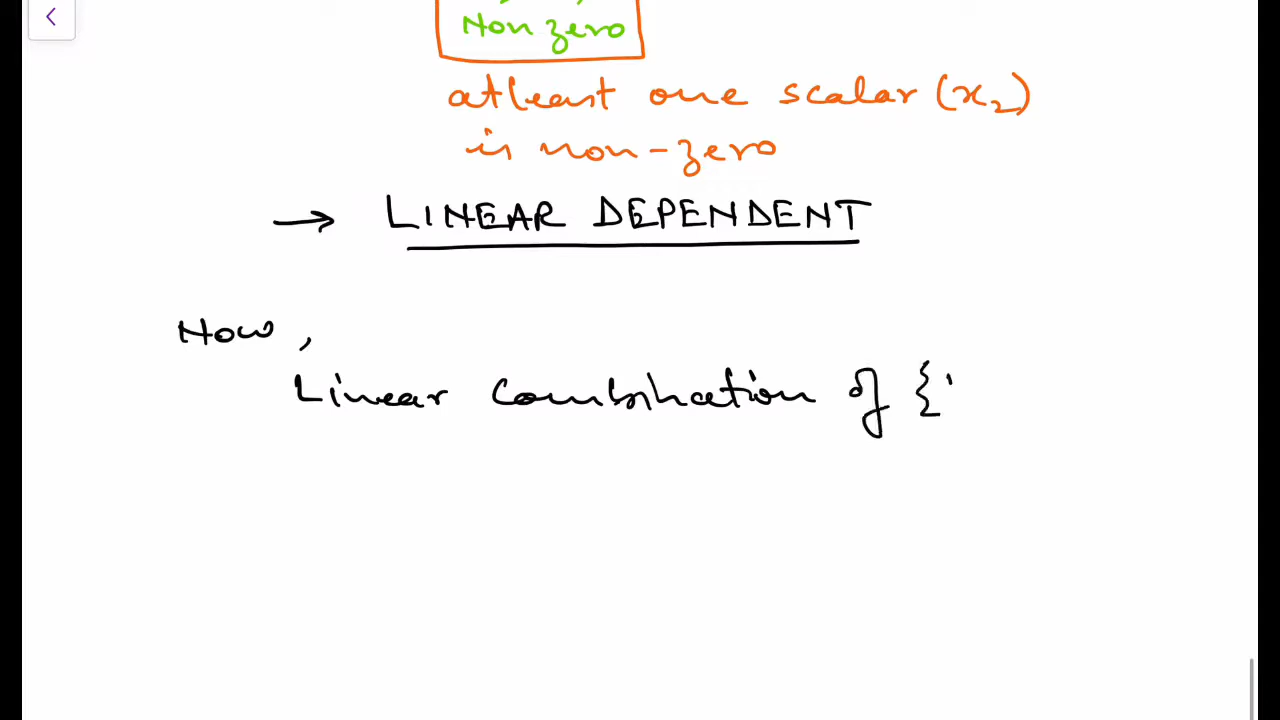 Non zero
atleast one scalar (x₂)
is non-zero
→ LINEAR DEPENDENT
Now,
Linear Combination of {